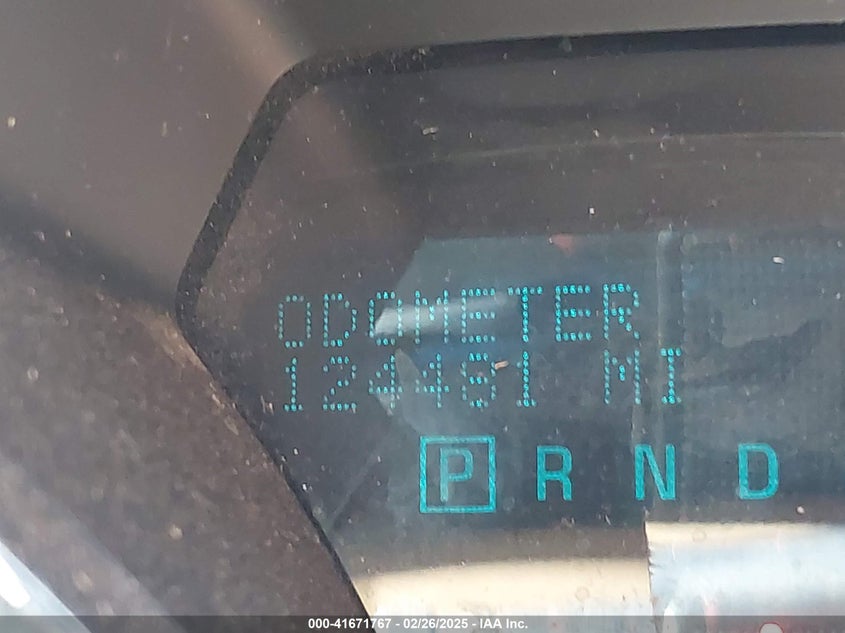 ODOMETER
124481 MI
P R N D
000-41671767 - 02/26/2025 - IAA Inc.